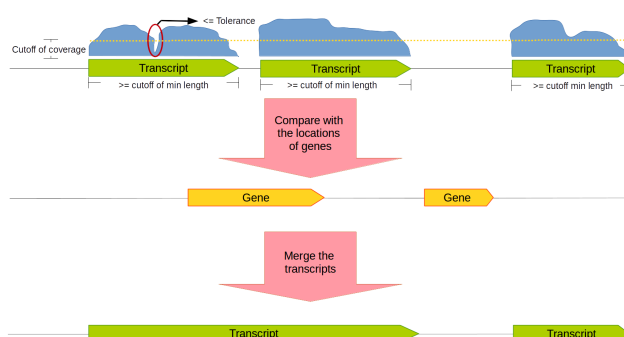 <= Tolerance
Cutoff of coverage
Transcript
Transcript
Transcript
>= cutoff of min length
>= cutoff of min length
>= cutoff of min length
Compare with
the locations
of genes
Gene
Gene
Merge the
transcripts
Transcript
Transcript